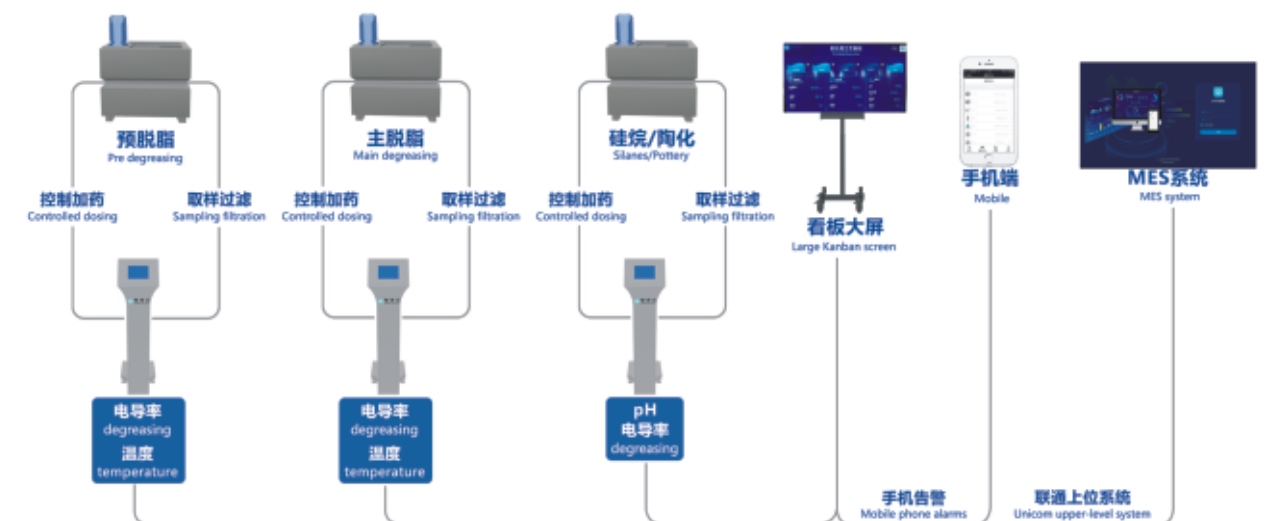 预脱脂
Pre degreasing
主脱脂
Main degreasing
硅烷/陶化
Silanes/Pottery
控制加药
Controlled dosing
取样过滤
Sampling filtration
控制加药
Controlled dosing
取样过滤
Sampling filtration
控制加药
Controlled dosing
取样过滤
Sampling filtration
看板大屏
Large Kanban screen
手机端
Mobile
MES系统
MES system
电导率
degreasing
温度
temperature
电导率
degreasing
温度
temperature
pH
电导率
degreasing
手机告警
Mobile phone alarms
联通上位系统
Unicom upper-level system